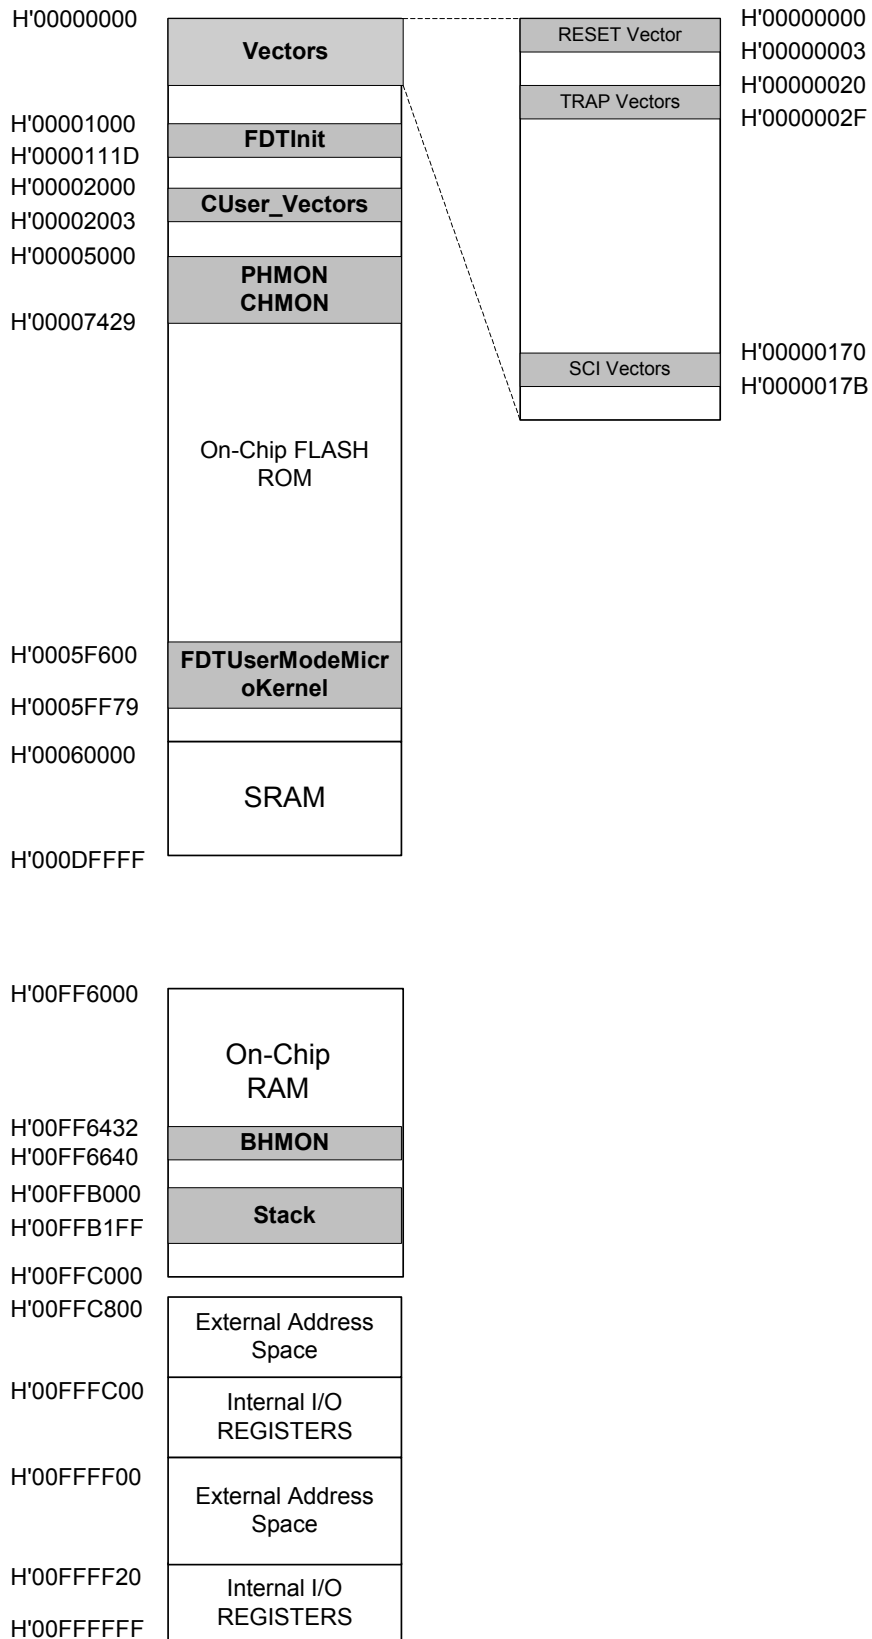 H'00000000
Vectors
RESET Vector
H'00000000
H'00000003
H'00000020
TRAP Vectors
H'0000002F
H'00001000
FDTInit
H'0000111D
H'00002000
CUser_Vectors
H'00002003
H'00005000
PHMON
CHMON
H'00007429
H'00000170
SCI Vectors
H'0000017B
On-Chip FLASH
ROM
H'0005F600
FDTUserModeMicr
oKernel
H'0005FF79
H'00060000
SRAM
H'000DFFFF
H'00FF6000
On-Chip
RAM
H'00FF6432
BHMON
H'00FF6640
H'00FFB000
Stack
H'00FFB1FF
H'00FFC000
H'00FFC800
External Address
Space
H'00FFFC00
Internal I/O
REGISTERS
H'00FFFF00
External Address
Space
H'00FFFF20
Internal I/O
REGISTERS
H'00FFFFFF